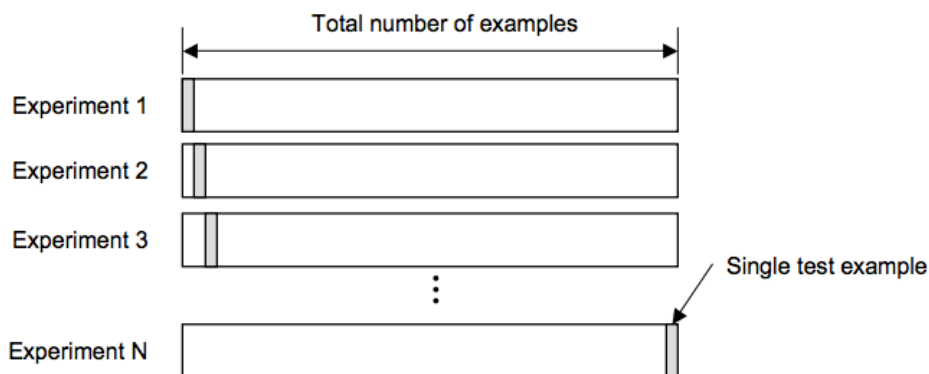 Total number of examples
Experiment 1
Experiment 2
Experiment 3
Single test example
Experiment N